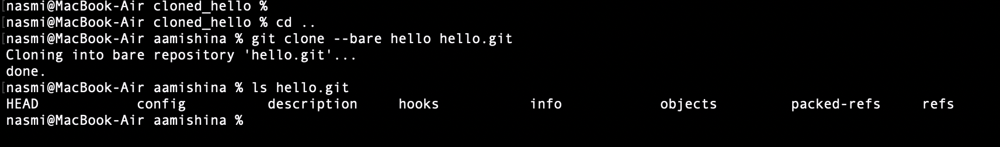 [nasmi@MacBook-Air cloned_hello %
[nasmi@MacBook-Air cloned_hello % cd ..
[nasmi@MacBook-Air aamishina % git clone --bare hello hello.git
Cloning into bare repository 'hello.git'...
done.
[nasmi@MacBook-Air aamishina % ls hello.git
HEAD config description hooks info objects packed-refs refs
nasmi@MacBook-Air aamishina %